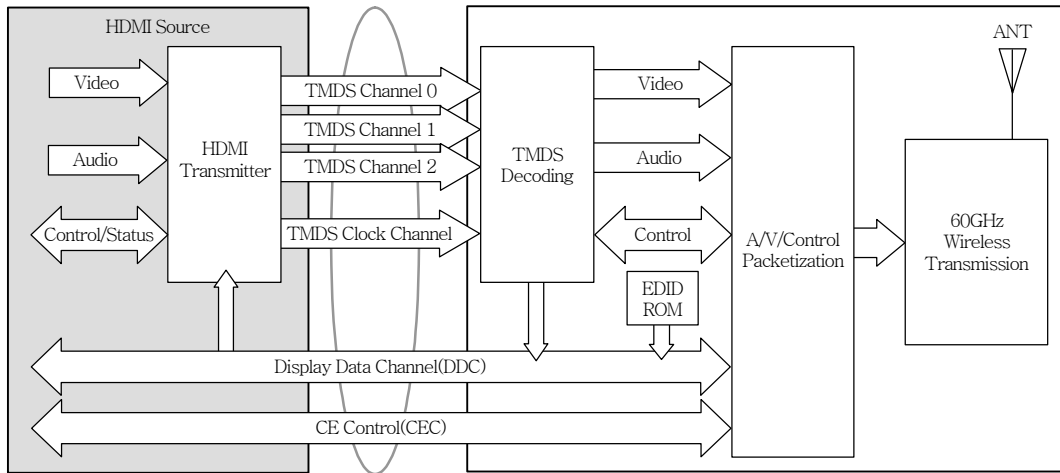 HDMI Source
ANT
Video
TMDS Channel 0
Video
TMDS Channel 1
HDMI
Transmitter
TMDS
Decoding
Audio
TMDS Channel 2
Audio
Control/Status
TMDS Clock Channel
Control
A/V/Control
Packetization
60GHz
Wireless
Transmission
EDID
ROM
Display Data Channel(DDC)
CE Control(CEC)